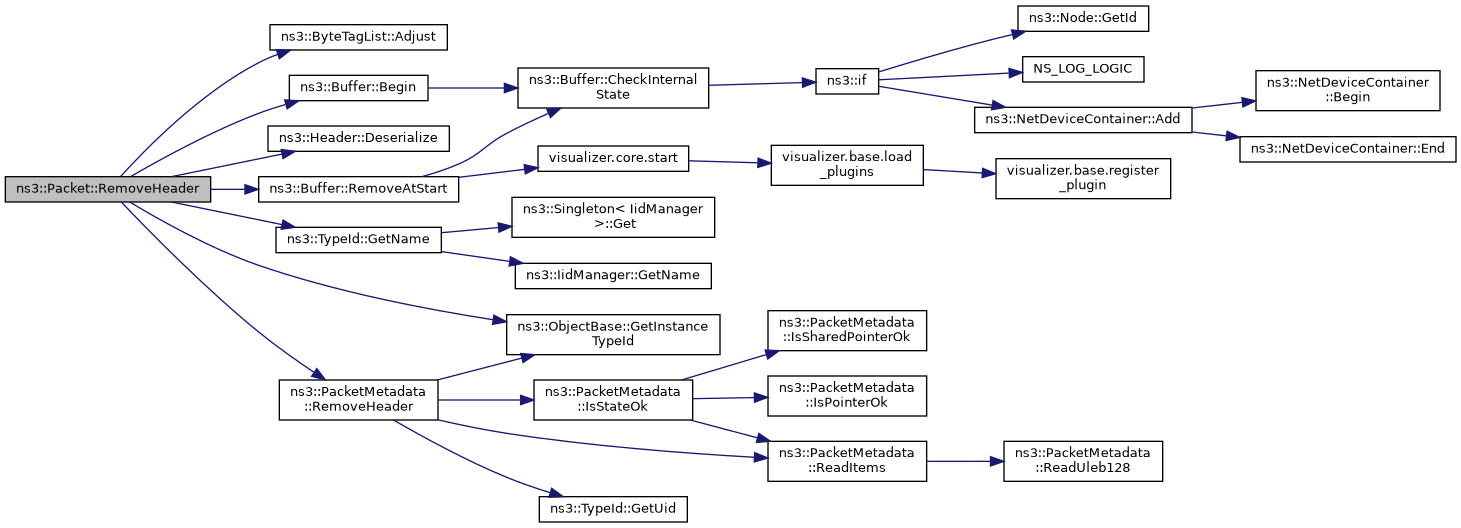 ns3::Packet::RemoveHeader
ns3::ByteTagList::Adjust
ns3::Buffer::Begin
ns3::Header::Deserialize
ns3::Buffer::RemoveAtStart
ns3::TypeId::GetName
ns3::PacketMetadata
::RemoveHeader
ns3::Buffer::CheckInternal
State
visualizer.core.start
ns3::Singleton< IidManager
>::Get
ns3::IidManager::GetName
ns3::ObjectBase::GetInstance
TypeId
ns3::PacketMetadata
::IsStateOk
ns3::TypeId::GetUid
ns3::if
visualizer.base.load
_plugins
ns3::PacketMetadata
::IsSharedPointerOk
ns3::PacketMetadata
::IsPointerOk
ns3::PacketMetadata
::ReadItems
ns3::Node::GetId
NS_LOG_LOGIC
ns3::NetDeviceContainer::Add
visualizer.base.register
_plugin
ns3::PacketMetadata
::ReadUleb128
ns3::NetDeviceContainer
::Begin
ns3::NetDeviceContainer::End